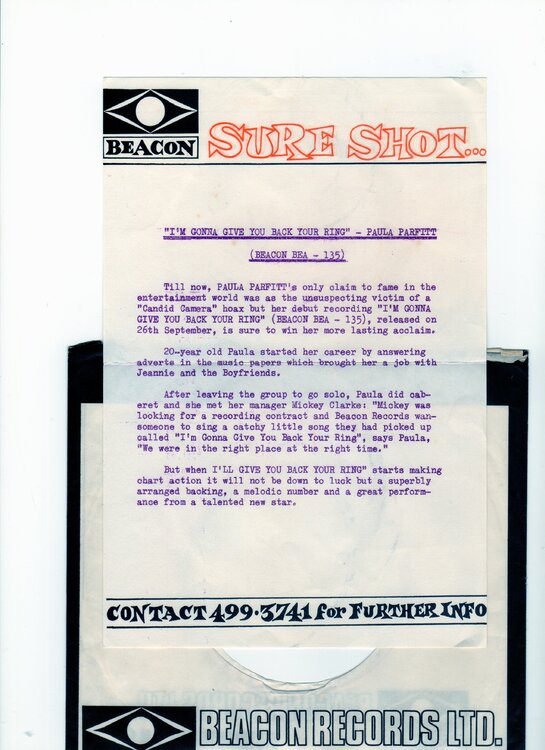 BEACON
SURE SHOT...
"I'M GONNA GIVE YOU BACK YOUR RING" - PAULA PARFITT
(BEACON BEA - 135)
Till now, PAULA PARFITT's only claim to fame in the
entertainment world was as the unsuspecting victim of a
"Candid Camera" hoax but her debut recording "I'M GONNA
GIVE YOU BACK YOUR RING" (BEACON BEA - 135), released on
26th September, is sure to win her more lasting acclaim.
20-year old Paula started her career by answering
adverts in the music papers which brought her a job with
Jeannie and the Boyfriends.
After leaving the group to go solo, Paula did cab-
eret and she met her manager Mickey Clarke: "Mickey was
looking for a recording contract and Beacon Records wan-
someone to sing a catchy little song they had picked up
called "I'm Gonna Give You Back Your Ring", says Paula,
"We were in the right place at the right time."
But when I'LL GIVE YOU BACK YOUR RING" starts making
chart action it will not be down to luck but a superbly
arranged backing, a melodic number and a great perform-
ance from a talented new star.
CONTACT 499·3741 for FURTHER INFO
BEACON RECORDS LTD.